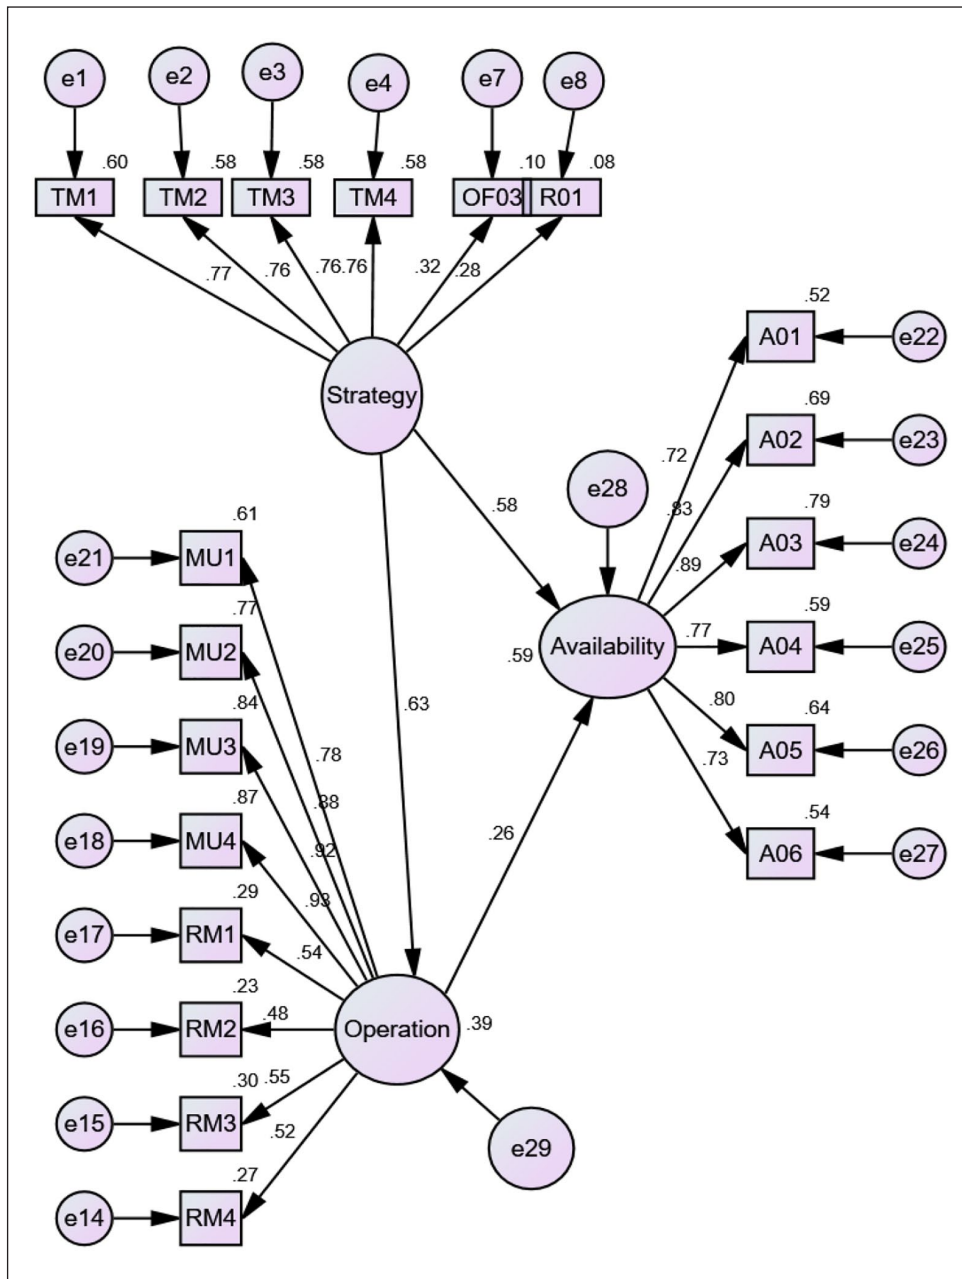 e1 e2 e3 e4 e7 e8
.60 .58 .58 .58 .10 .08
TM1 TM2 TM3 TM4 OF03 R01
.77 .76 .76 .76 .32 .28
Strategy
.52
A01 e22
.69
A02 e23
.72
.83
.79
A03 e24
.89
.59
A04 e25
.77
.64
A05 e26
.80
.73
.54
A06 e27
e28
.58
Availability
.59
.63
.26
.61
e21 MU1
.77
e20 MU2
.84
e19 MU3
.78
.87
.88
e18 MU4
.92
.29
.93
e17 RM1
.54
.23
e16 RM2 .48
Operation .39
.30 .55
e15 RM3
.52
.27
e14 RM4
e29